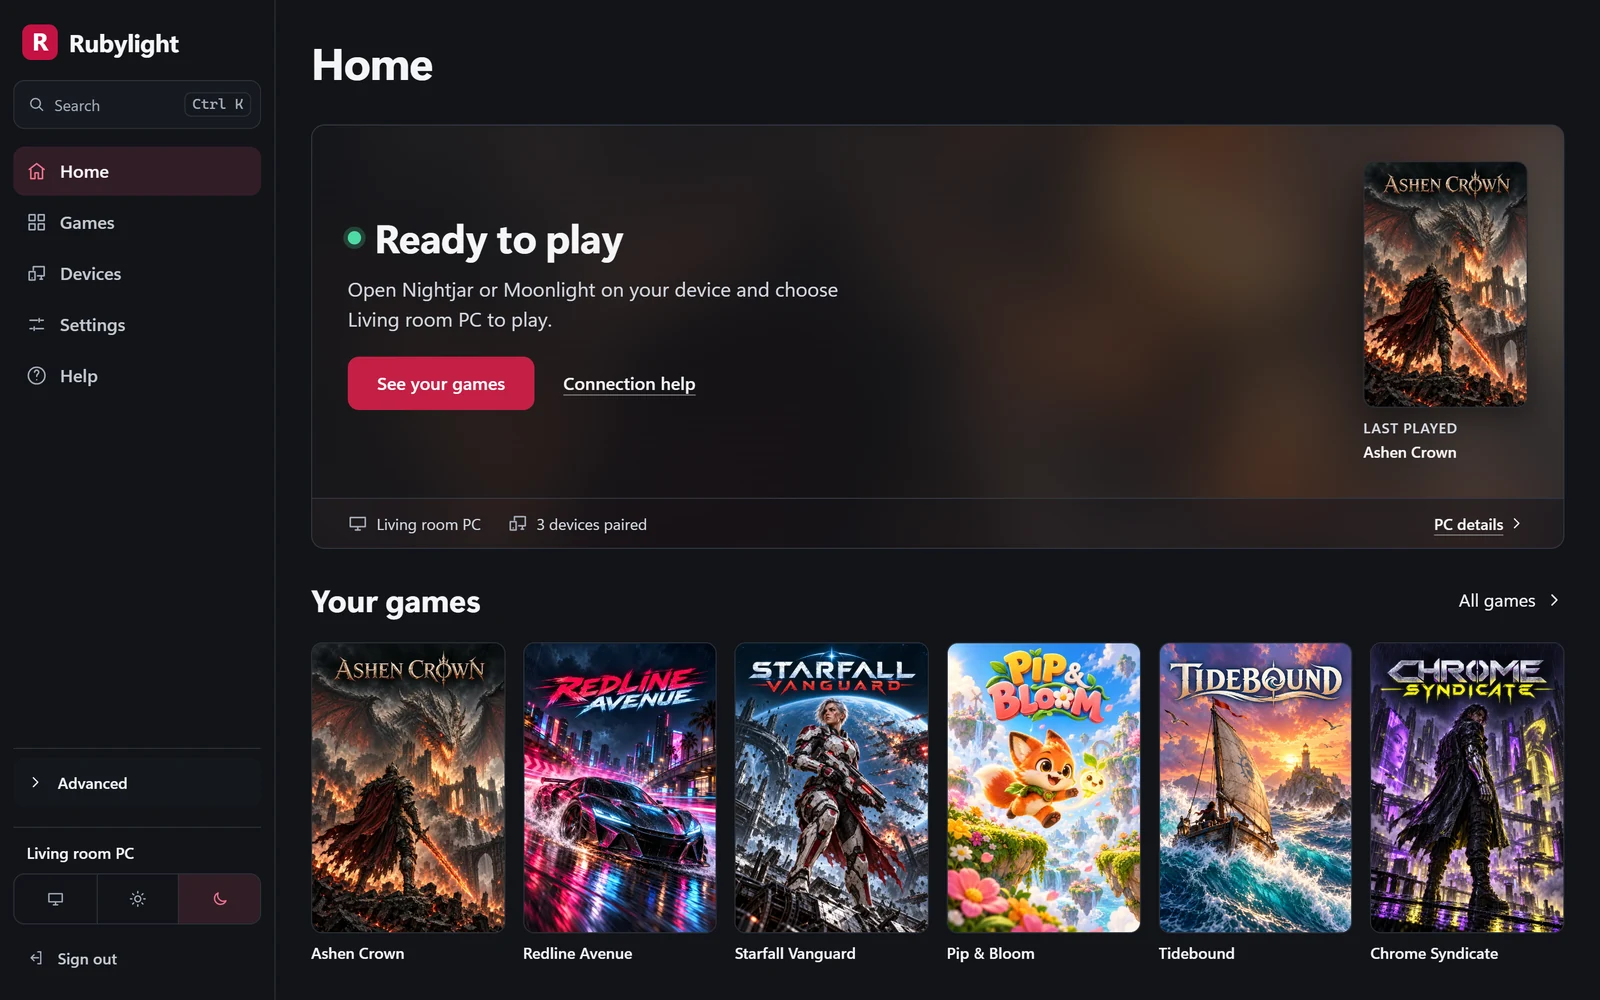 R Rubylight
Search Ctrl K
Home
Games
Devices
Settings
Help
Advanced
Living room PC
Sign out
Home
Ready to play
Open Nightjar or Moonlight on your device and choose
Living room PC to play.
See your games Connection help
ASHEN CROWN
LAST PLAYED
Ashen Crown
Living room PC 3 devices paired PC details
Your games All games
ASHEN CROWN
Ashen Crown
REDLINE
AVENUE
Redline Avenue
STARFALL
VANGUARD
Starfall Vanguard
PIP &
BLOOM
Pip & Bloom
TIDEBOUND
Tidebound
CHROME
SYNDICATE
Chrome Syndicate